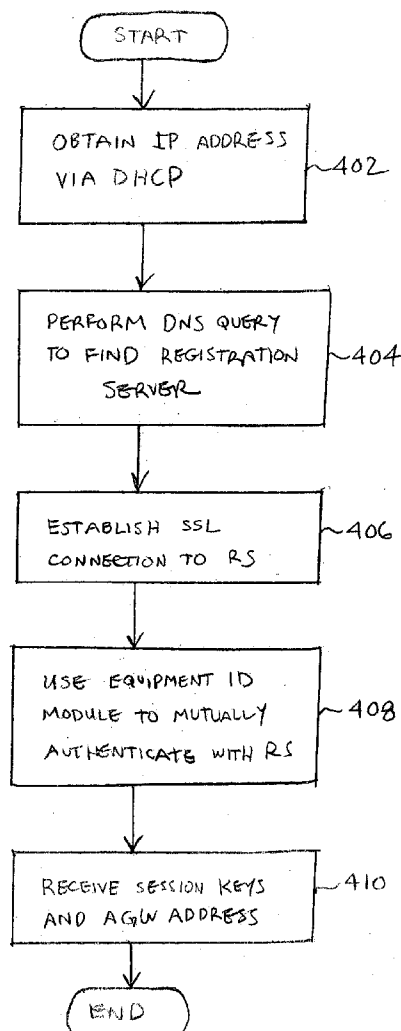 START
OBTAIN IP ADDRESS
VIA DHCP
402
PERFORM DNS QUERY
TO FIND REGISTRATION
SERVER
404
ESTABLISH SSL
CONNECTION TO RS
406
USE EQUIPMENT ID
MODULE TO MUTUALLY
AUTHENTICATE WITH RS
408
RECEIVE SESSION KEYS
AND AGW ADDRESS
410
END